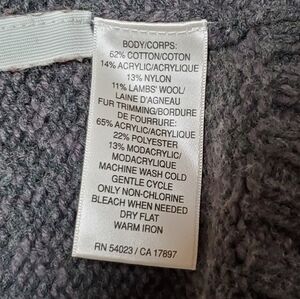 BODY/CORPS:
62% COTTON/COTON
14% ACRYLIC/ACRYLIQUE
13% NYLON
11% LAMBS' WOOL/
LAINE D'AGNEAU
FUR TRIMMING/BORDURE
DE FOURRURE:
65% ACRYLIC/ACRYLIQUE
22% POLYESTER
13% MODACRYLIC/
MODACRYLIQUE
MACHINE WASH COLD
GENTLE CYCLE
ONLY NON-CHLORINE
BLEACH WHEN NEEDED
DRY FLAT
WARM IRON
RN 54023 / CA 17897